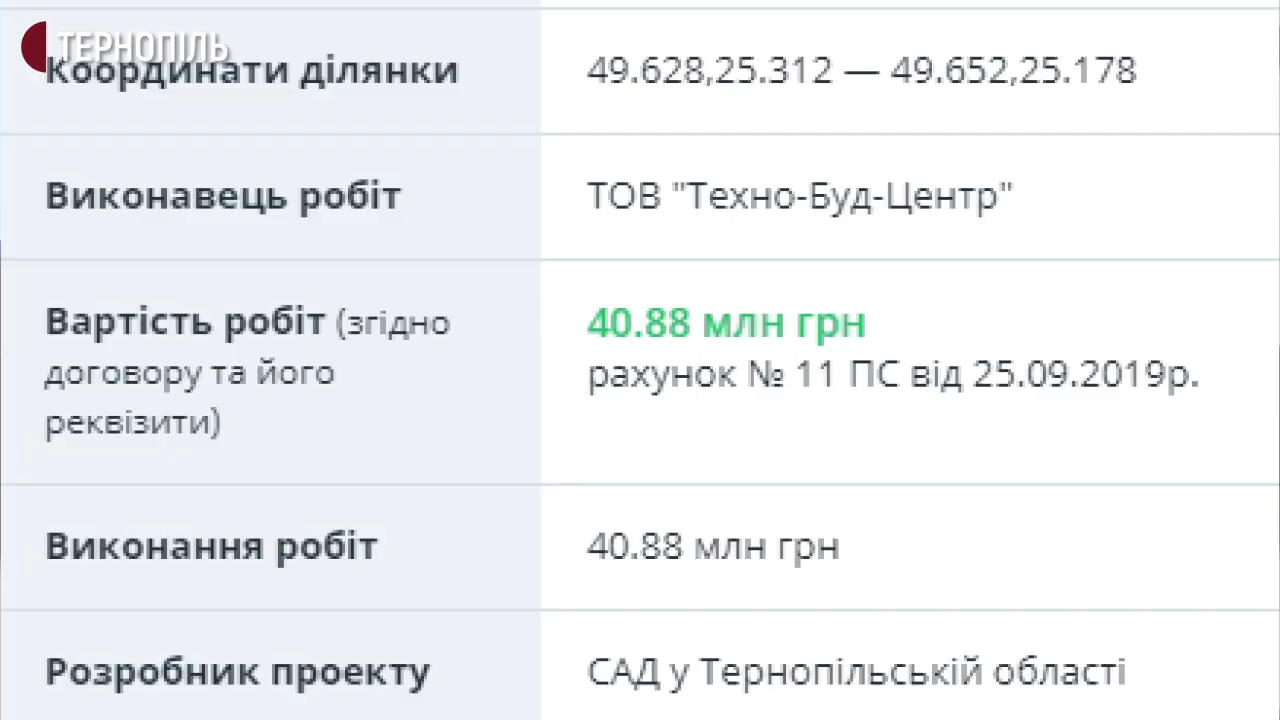 ТЕРНОПІЛЬ
Координати ділянки 49.628,25.312 — 49.652,25.178
Виконавець робіт ТОВ "Техно-Буд-Центр"
Вартість робіт (згідно 40.88 млн грн
договору та його рахунок № 11 ПС від 25.09.2019р.
реквізити)
Виконання робіт 40.88 млн грн
Розробник проекту САД у Тернопільській області